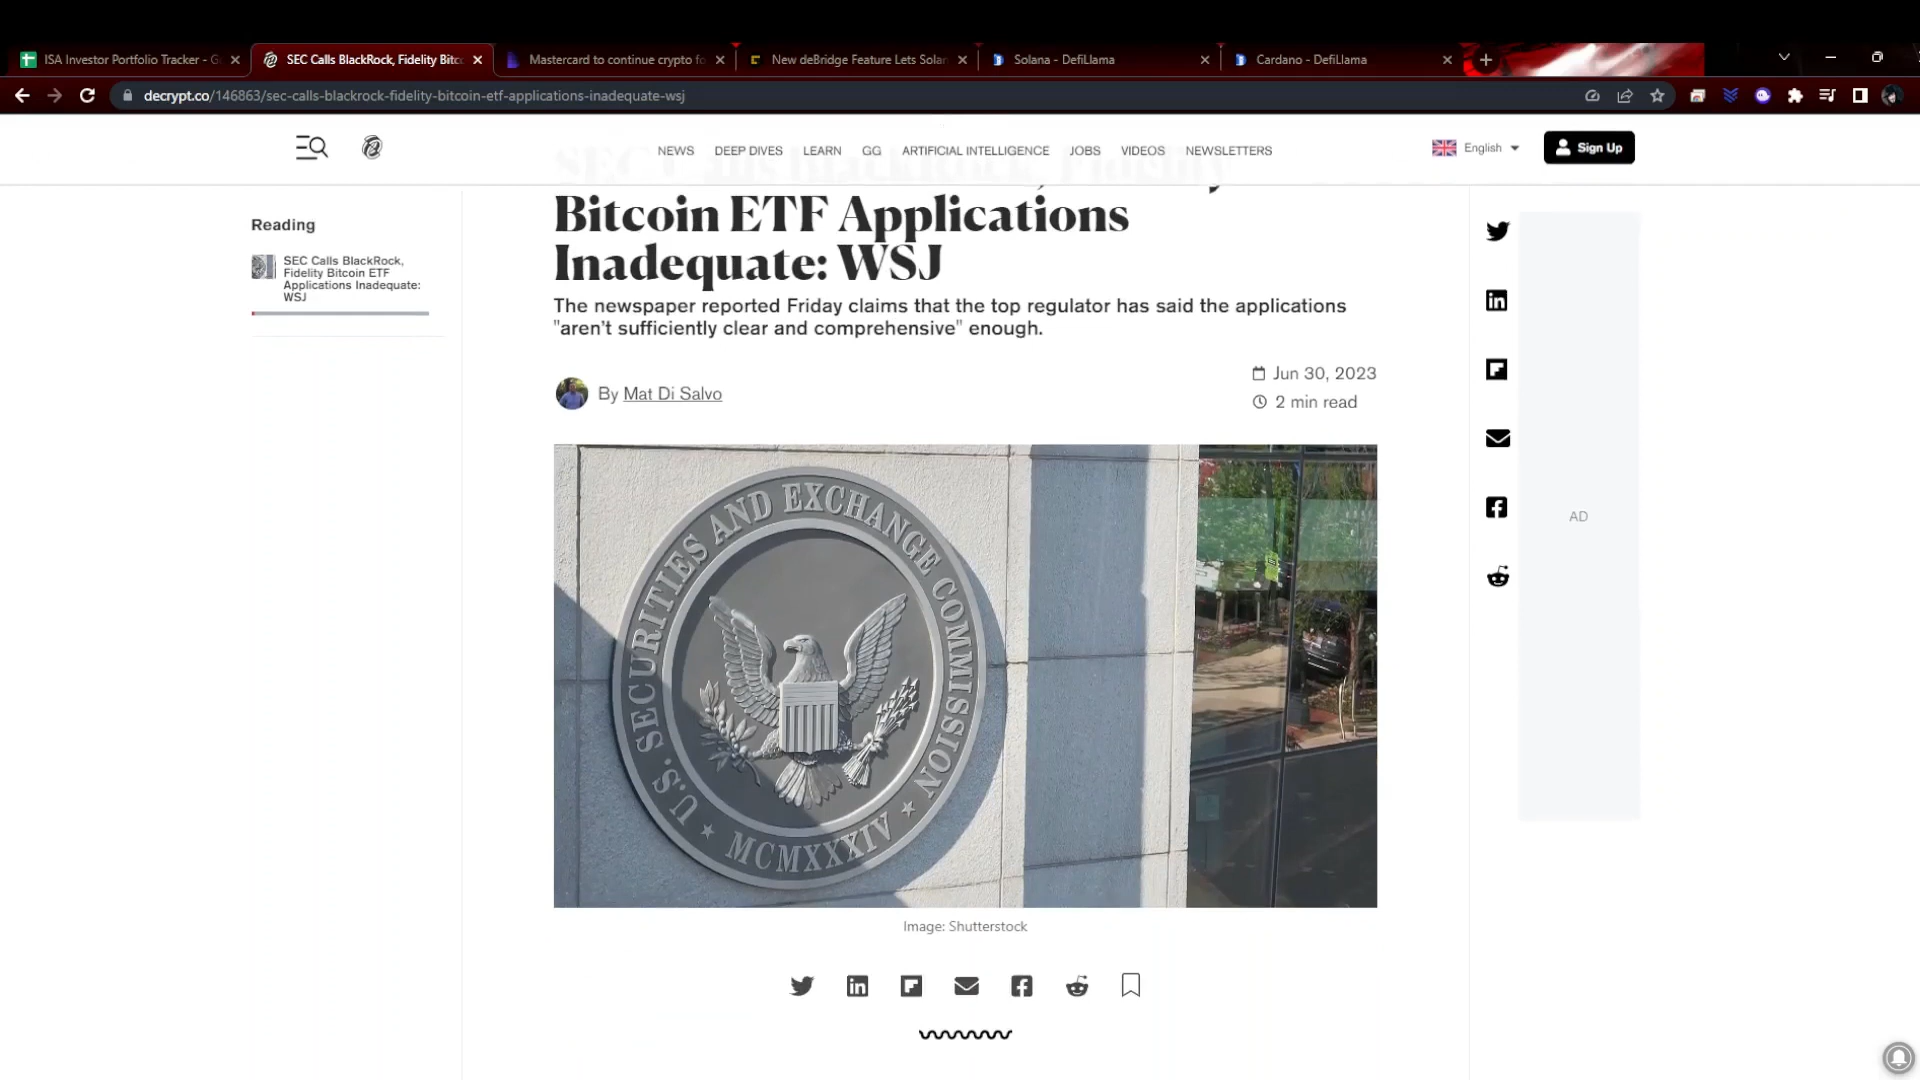 ISA Investor Portfolio Tracker - G
SEC Calls BlackRock, Fidelity Bitc
Mastercard to continue crypto fo
New deBridge Feature Lets Solan
Solana - DefiLlama
Cardano - DefiLlama
decrypt.co/146863/sec-calls-blackrock-fidelity-bitcoin-etf-applications-inadequate-wsj
NEWS DEEP DIVES LEARN GG ARTIFICIAL INTELLIGENCE JOBS VIDEOS NEWSLETTERS
English
Sign Up
Reading
SEC Calls BlackRock,
Fidelity Bitcoin ETF
Applications Inadequate:
WSJ
SEC Calls BlackRock, Fidelity
Bitcoin ETF Applications
Inadequate: WSJ
The newspaper reported Friday claims that the top regulator has said the applications
"aren't sufficiently clear and comprehensive" enough.
By Mat Di Salvo
Jun 30, 2023
2 min read
U.S. SECURITIES AND EXCHANGE COMMISSION
MCMXXXIV
AD
Image: Shutterstock